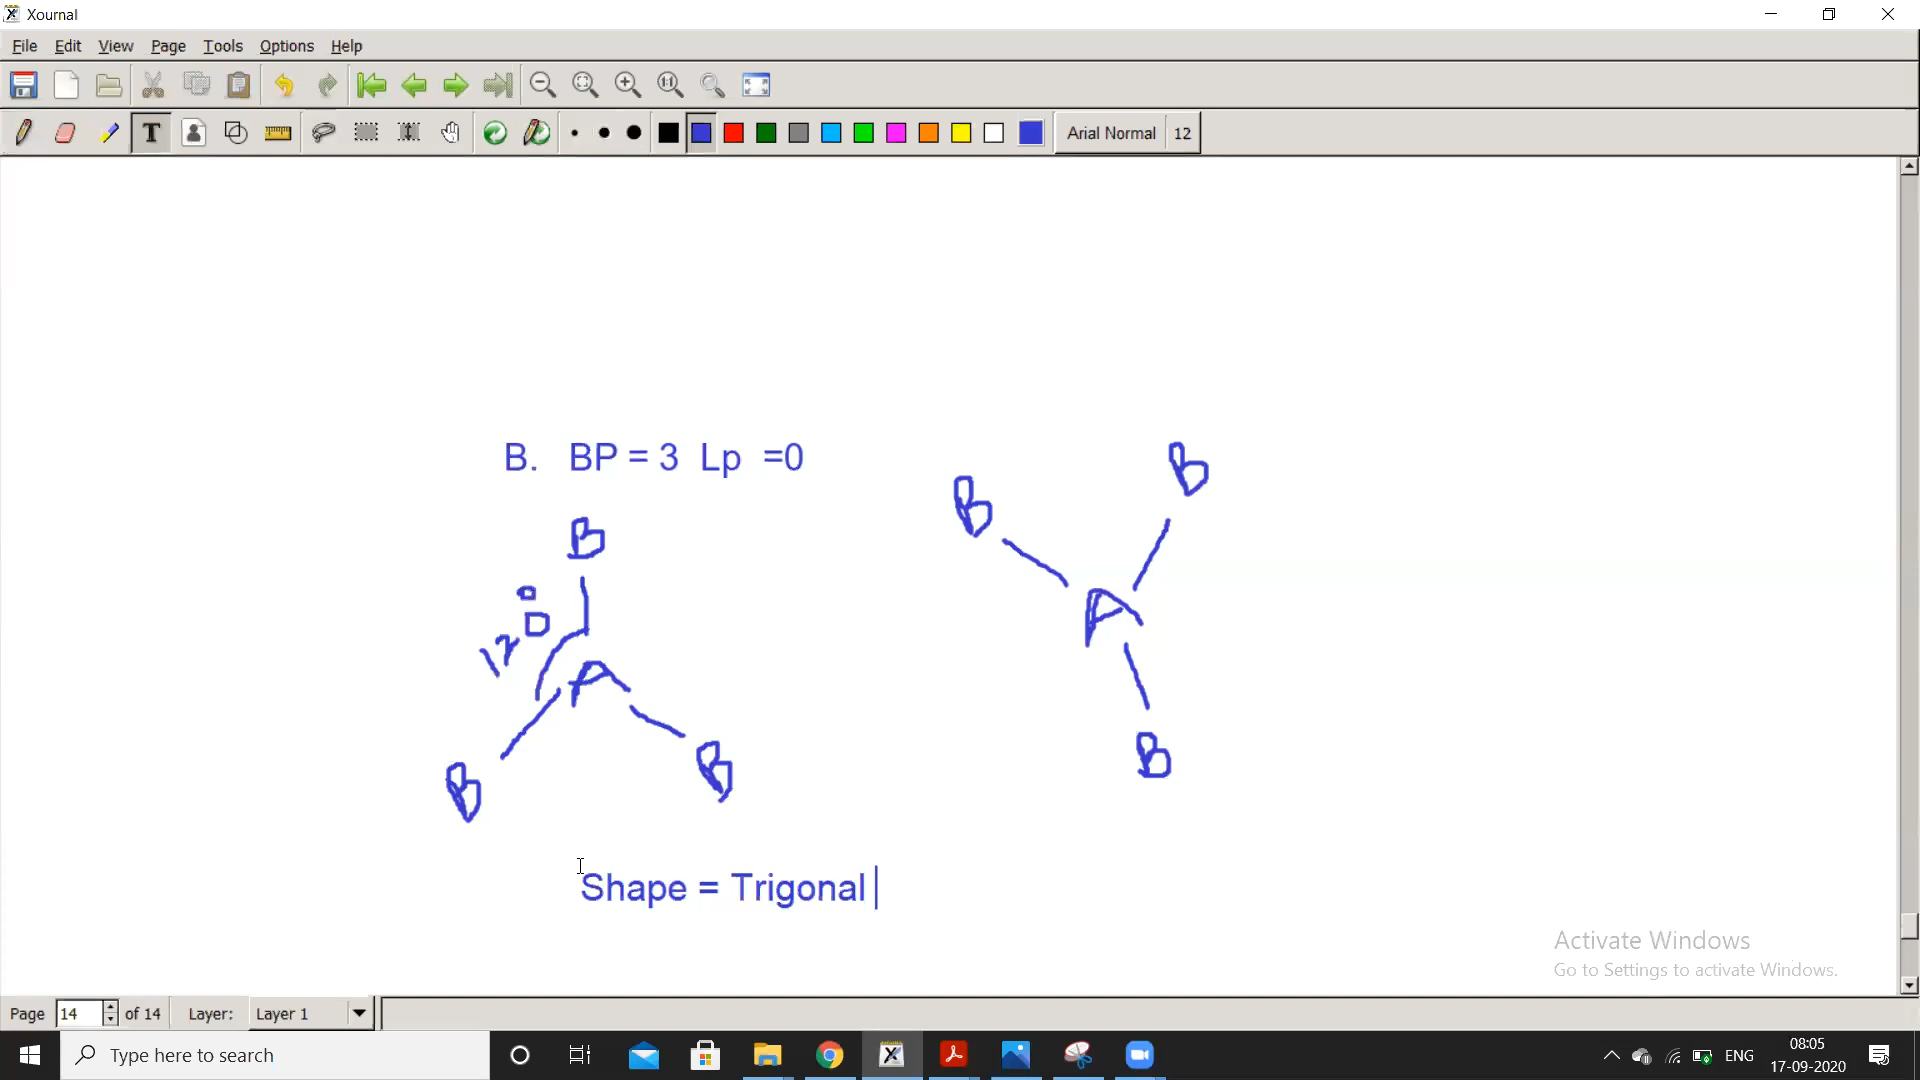 Xournal
File Edit View Page Tools Options Help
T 1:1 Arial Normal 12
B. BP = 3 Lp =0
B
B
B
120°
A
A
B
B
B
Shape = Trigonal
Activate Windows
Go to Settings to activate Windows.
Page 14 of 14 Layer: Layer 1
Type here to search
ENG
08:05
17-09-2020